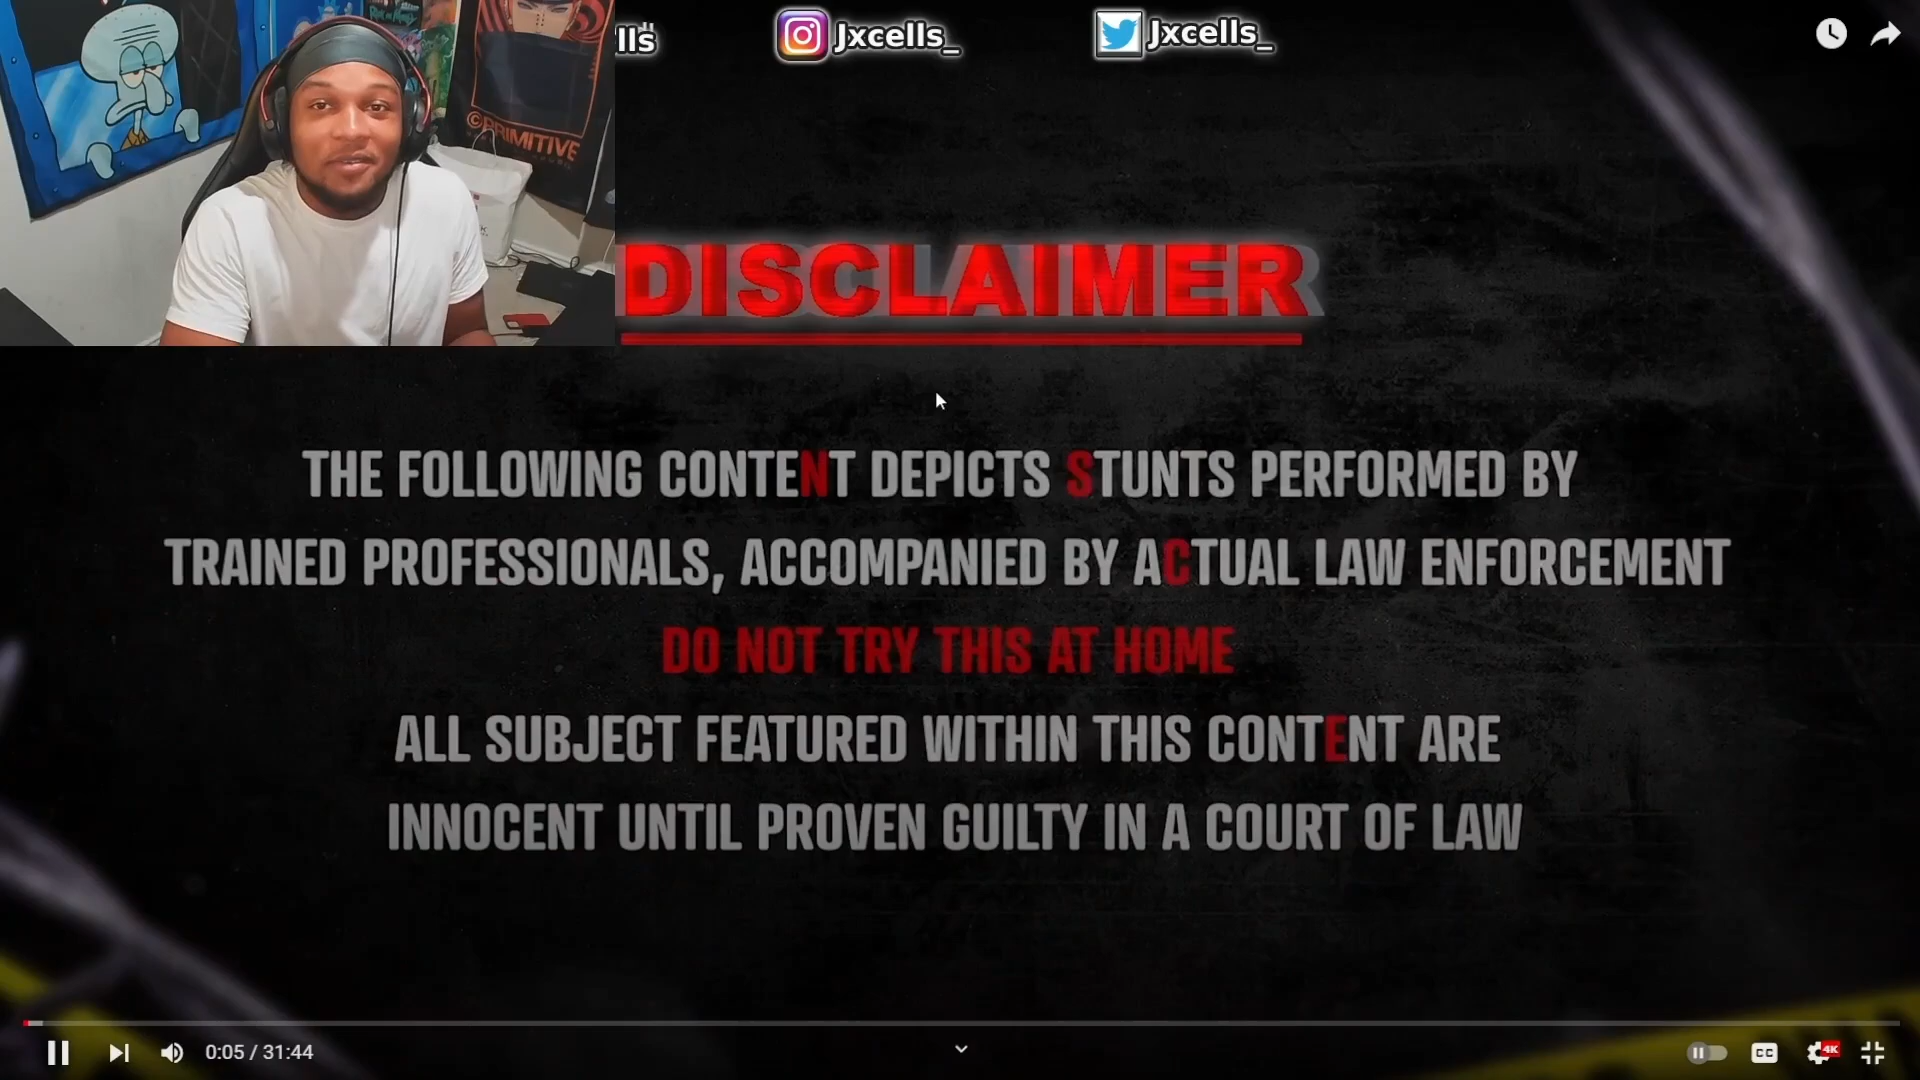 lls
Jxcells_
Jxcells_
©PRIMITIVE
DISCLAIMER
THE FOLLOWING CONTENT DEPICTS STUNTS PERFORMED BY
TRAINED PROFESSIONALS, ACCOMPANIED BY ACTUAL LAW ENFORCEMENT
DO NOT TRY THIS AT HOME
ALL SUBJECT FEATURED WITHIN THIS CONTENT ARE
INNOCENT UNTIL PROVEN GUILTY IN A COURT OF LAW
0:05 / 31:44
CC
4K